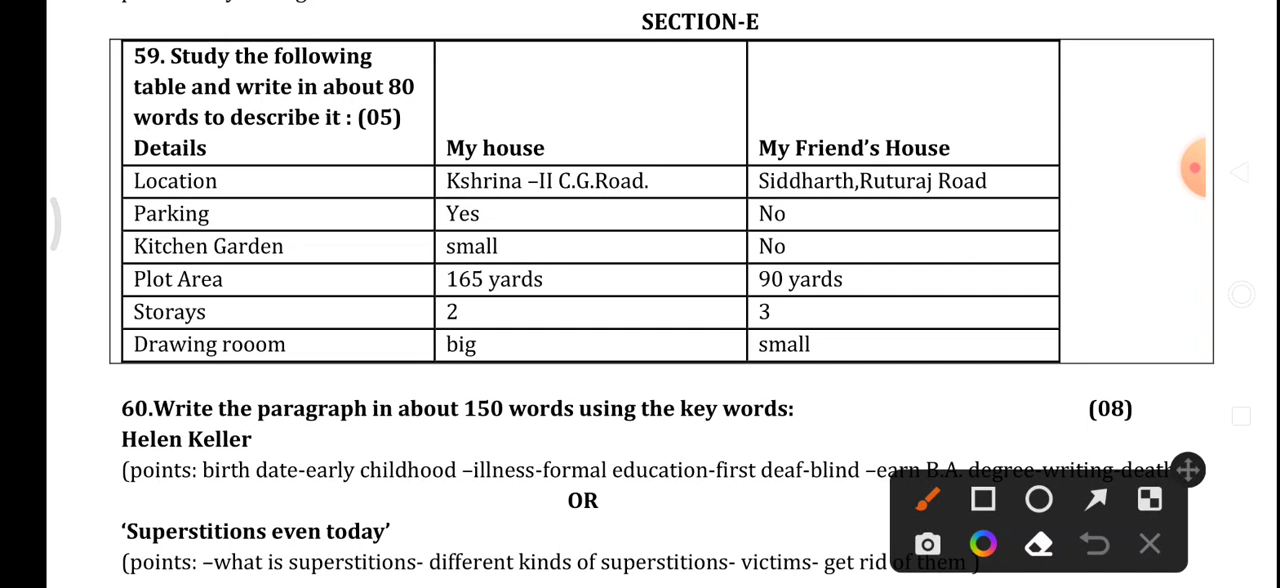 SECTION-E
59. Study the following
table and write in about 80
words to describe it : (05)
Details My house My Friend’s House
Location Kshrina –II C.G.Road. Siddharth,Ruturaj Road
Parking Yes No
Kitchen Garden small No
Plot Area 165 yards 90 yards
Storays 2 3
Drawing rooom big small
60.Write the paragraph in about 150 words using the key words: (08)
Helen Keller
(points: birth date-early childhood –illness-formal education-first deaf-blind –earn B.A. degree-writing-death
OR
‘Superstitions even today’
(points: –what is superstitions- different kinds of superstitions- victims- get rid of them )